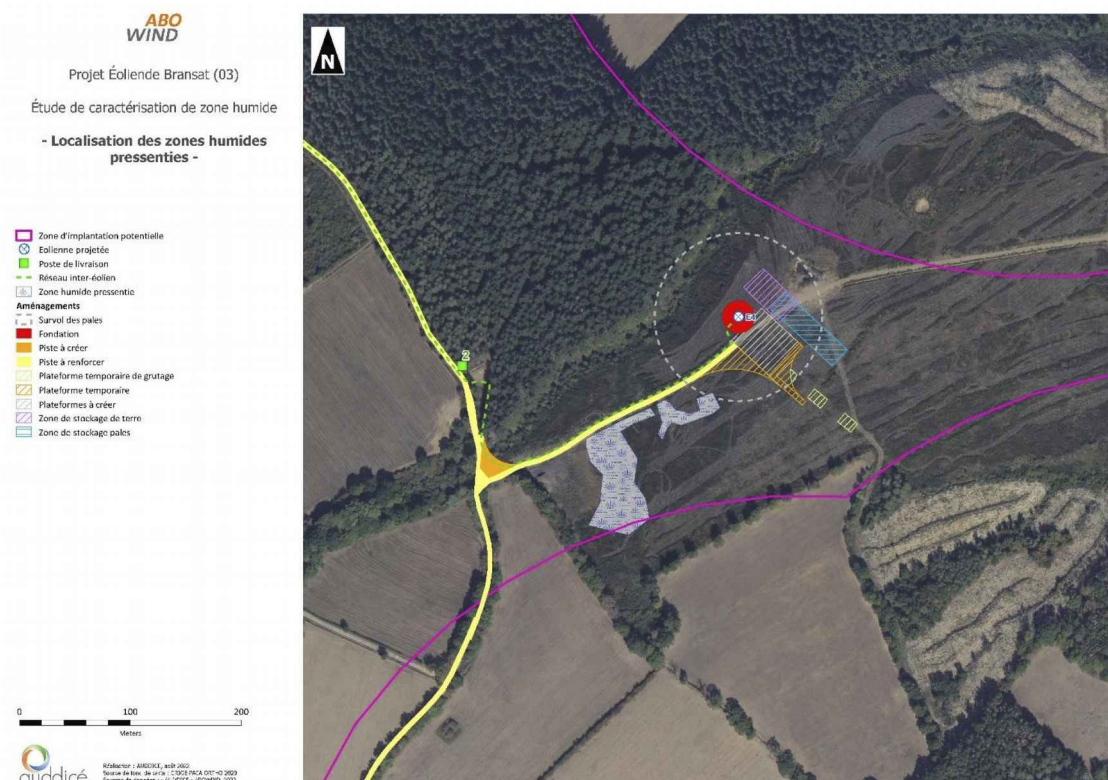 ABO
WIND
Projet Éoliende Bransat (03)
Étude de caractérisation de zone humide
- Localisation des zones humides
pressenties -
Zone d'implantation potentielle
Eolienne projetée
Poste de livraison
Réseau inter-éolien
Zone humide pressentie
Aménagements
Survol des pales
Fondation
Piste à créer
Piste à renforcer
Plateforme temporaire de grutage
Plateforme temporaire
Plateformes à créer
Zone de stockage de terre
Zone de stockage pales
0 100 200
Meters
auddicé
Réalisation : AUDDICE, août 2022
N
2
E4